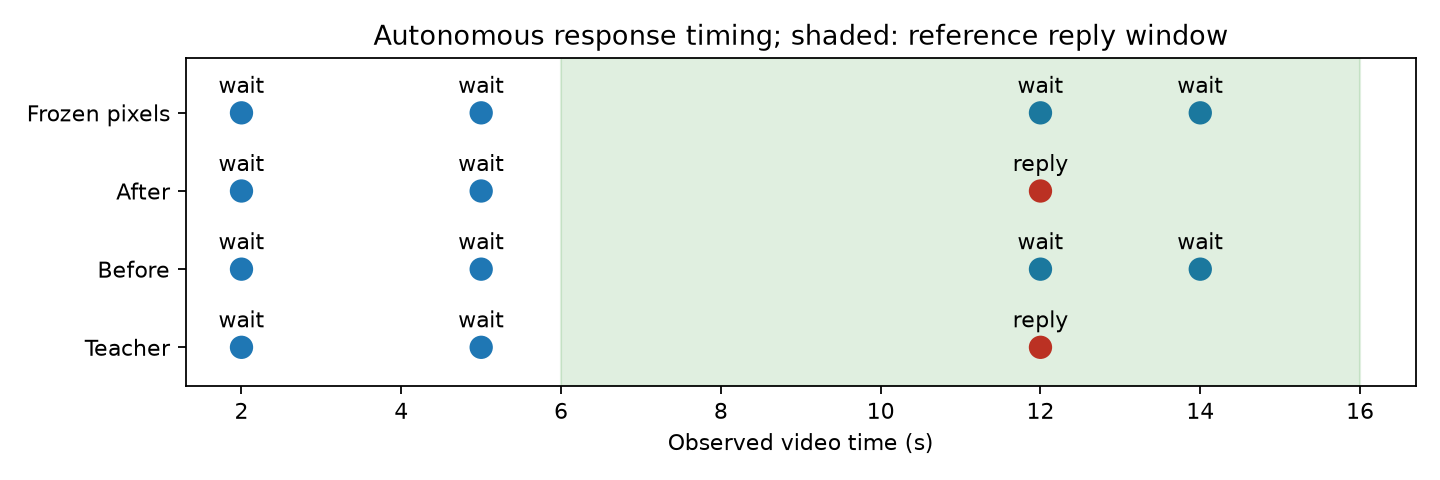 Autonomous response timing; shaded: reference reply window
wait wait wait wait
Frozen pixels
wait wait reply
After
wait wait wait wait
Before
wait wait reply
Teacher
2 4 6 8 10 12 14 16
Observed video time (s)